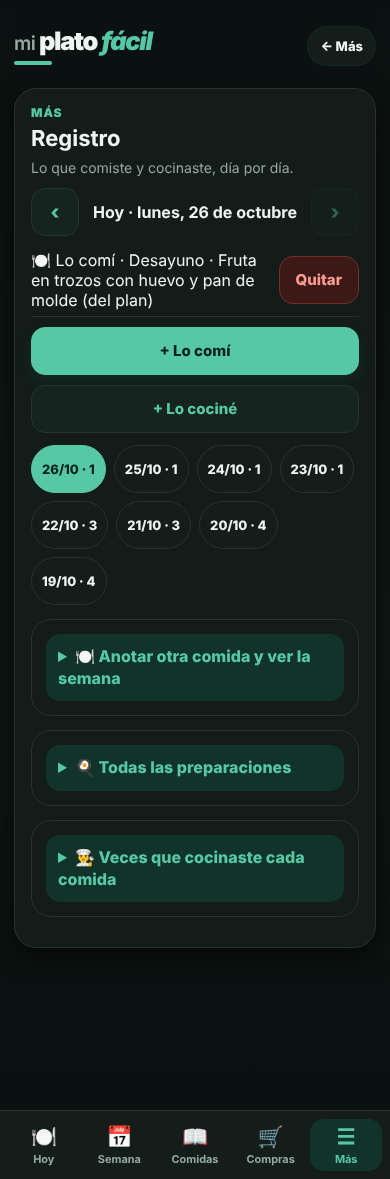 mi plato fácil
← Más
MÁS
Registro
Lo que comiste y cocinaste, día por día.
‹ Hoy · lunes, 26 de octubre ›
🍽️ Lo comí · Desayuno · Fruta
en trozos con huevo y pan de
molde (del plan)
Quitar
+ Lo comí
+ Lo cociné
26/10 · 1 25/10 · 1 24/10 · 1 23/10 · 1
22/10 · 3 21/10 · 3 20/10 · 4
19/10 · 4
▶ 🍽️ Anotar otra comida y ver la
semana
▶ 🍳 Todas las preparaciones
▶ 👨‍🍳 Veces que cocinaste cada
comida
Hoy Semana Comidas Compras Más